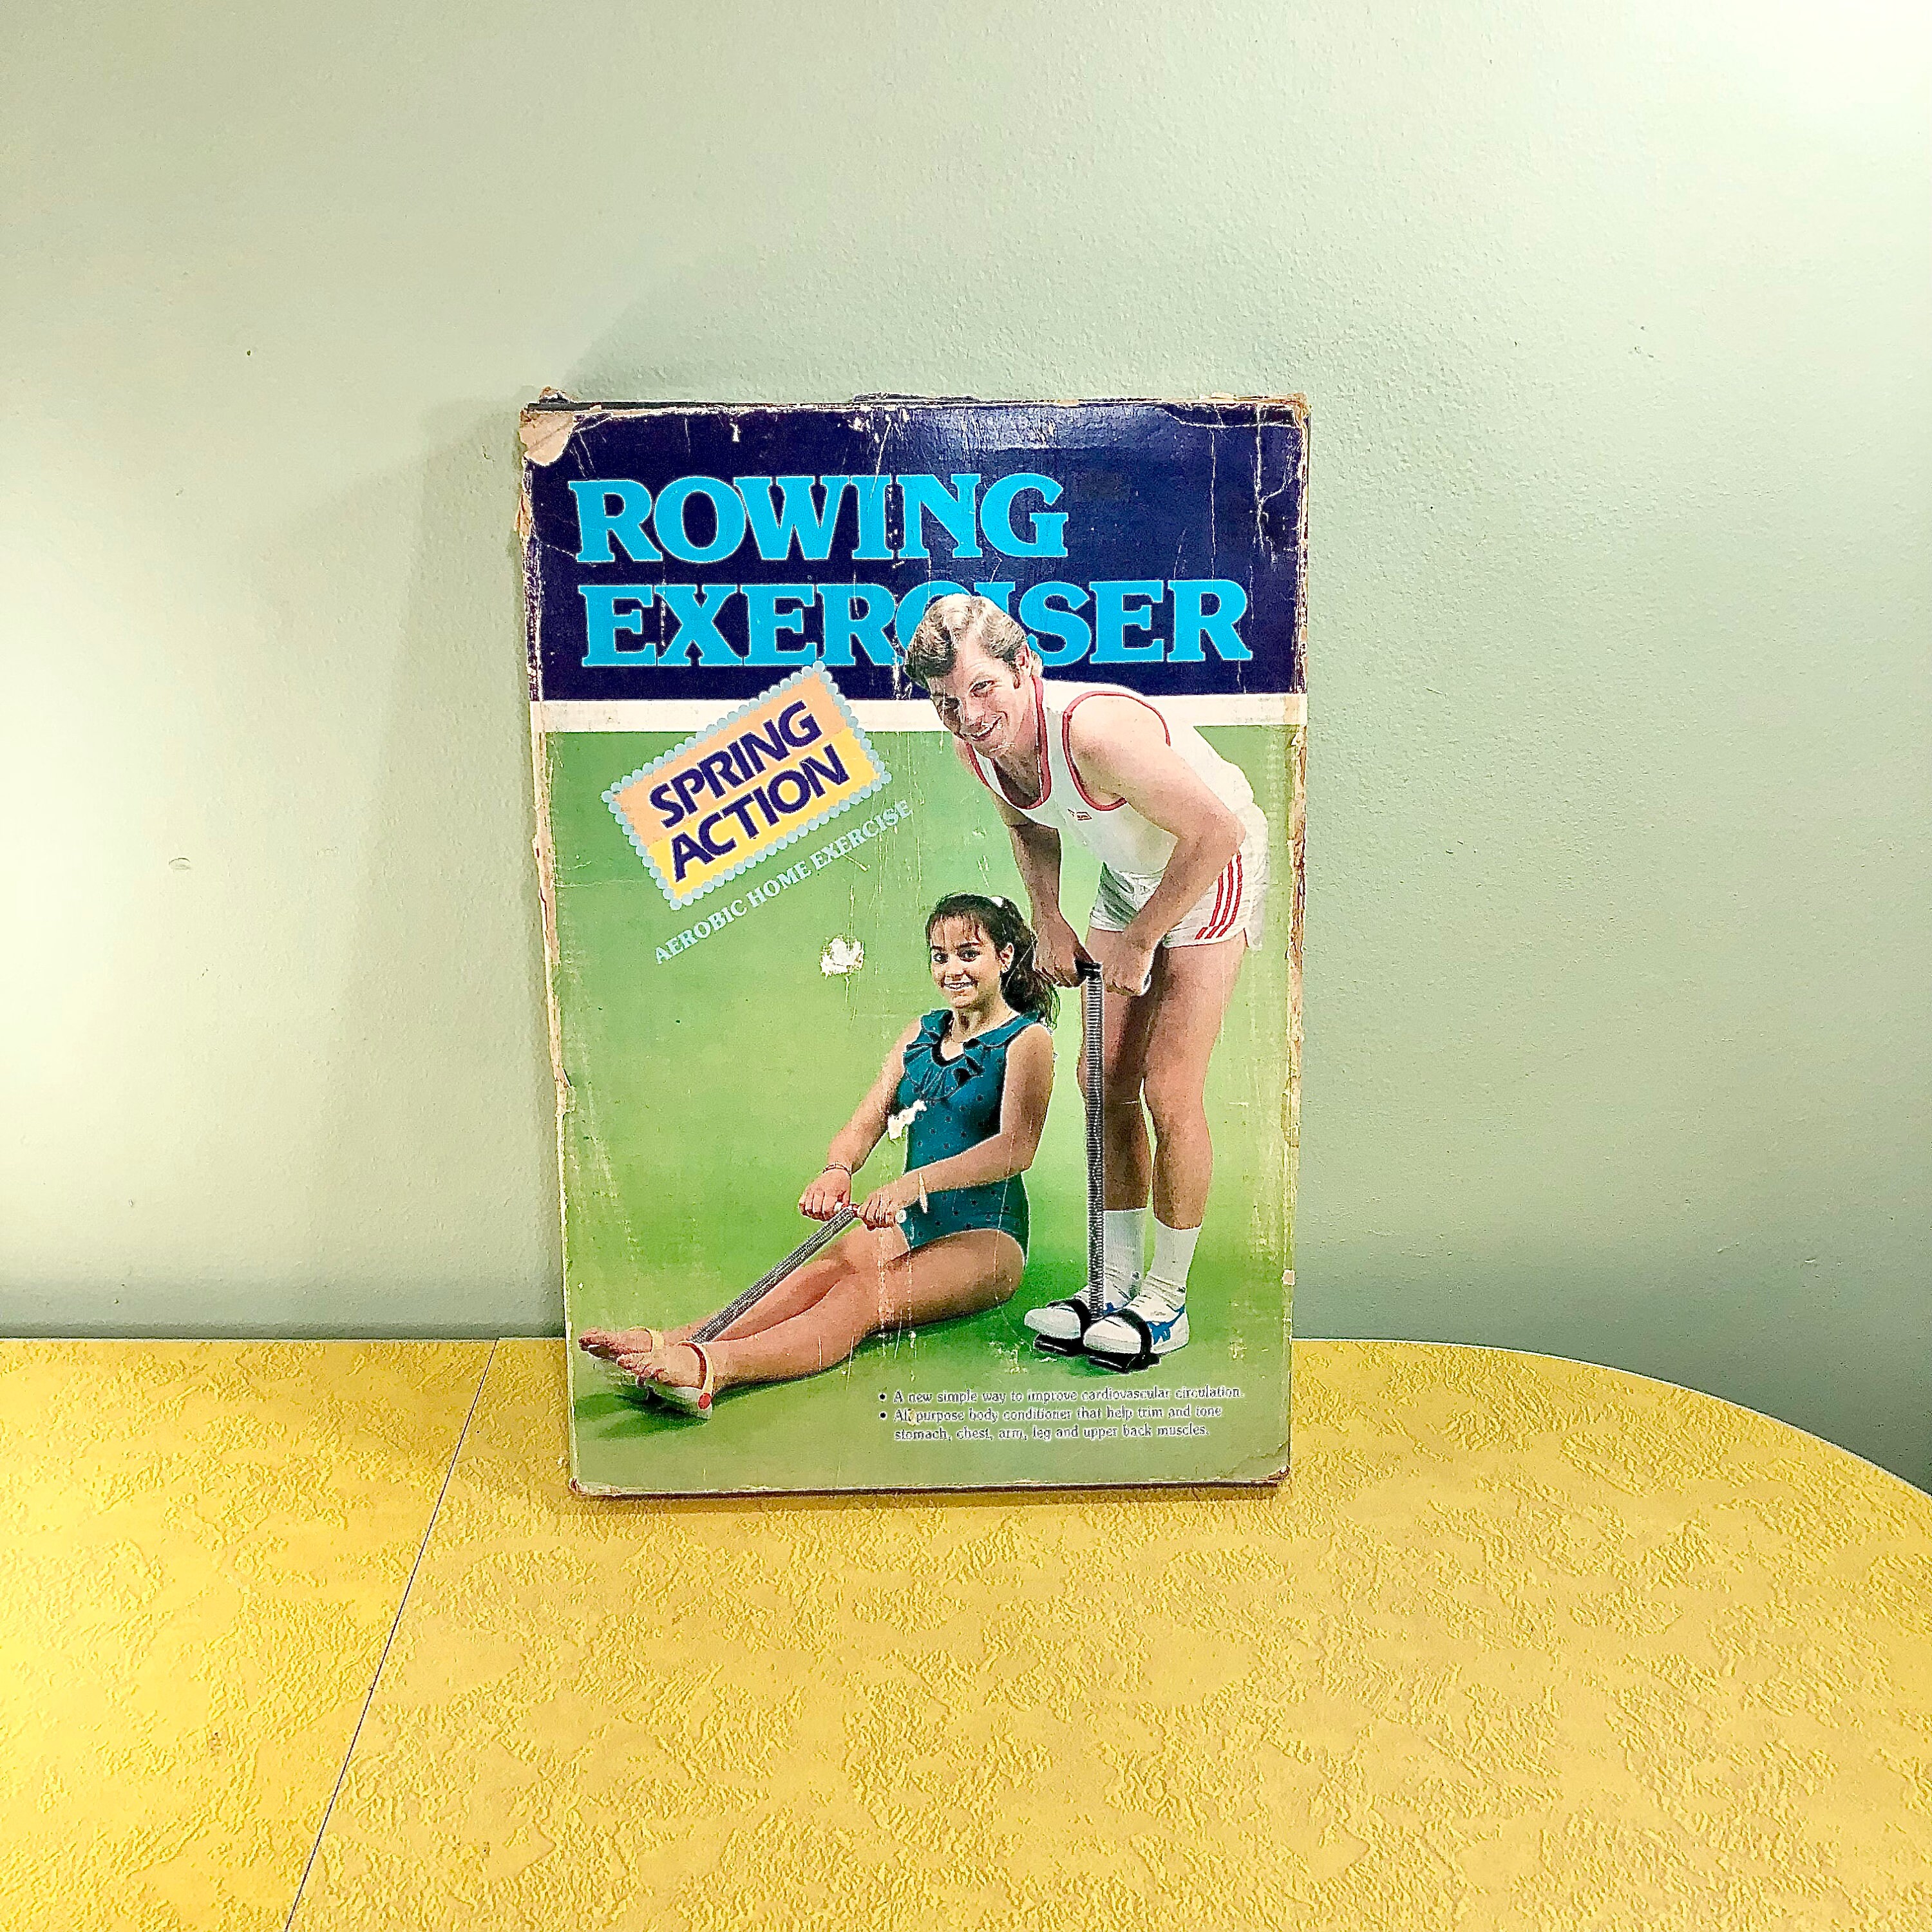 ROWING
EXERCISER
SPRING
ACTION
AEROBIC HOME EXERCISE
• A new simple way to improve cardiovascular circulation.
• All purpose body conditioner that help trim and tone
stomach, chest, arm, leg and upper back muscles.